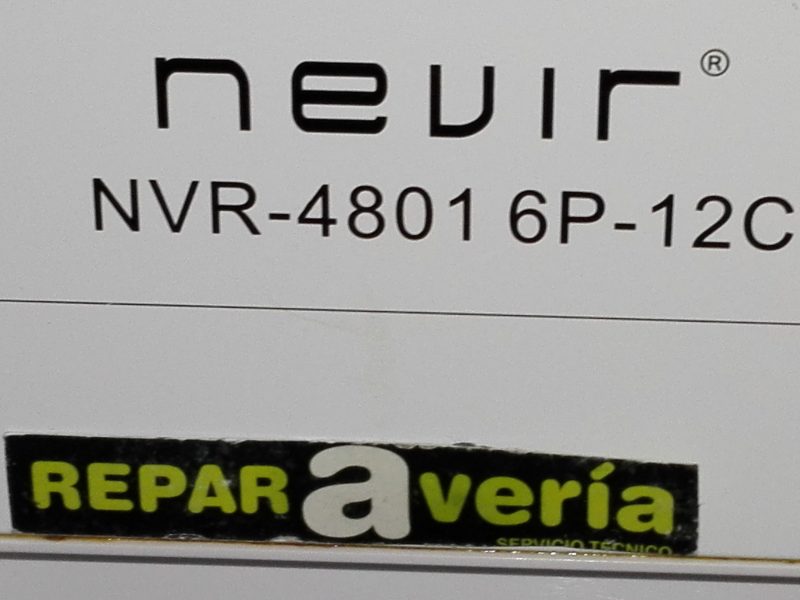 nevir®
NVR-4801 6P-12C
REPARAvería
SERVICIO TÉCNICO